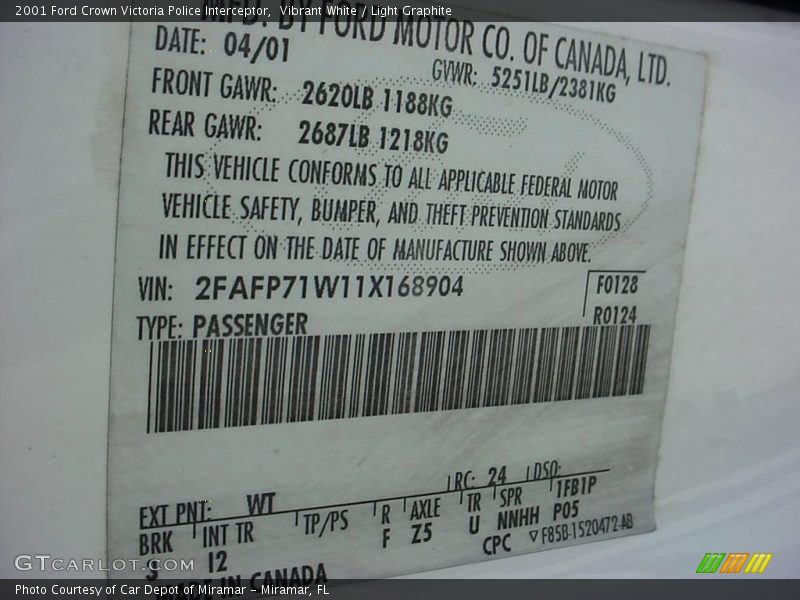 2001 Ford Crown Victoria Police Interceptor,  Vibrant White / Light Graphite
MFD. BY FORD MOTOR CO. OF CANADA, LTD.
DATE: 04/01
GVWR: 5251LB/2381KG
FRONT GAWR: 2620LB 1188KG
REAR GAWR: 2687LB 1218KG
THIS VEHICLE CONFORMS TO ALL APPLICABLE FEDERAL MOTOR
VEHICLE SAFETY, BUMPER, AND THEFT PREVENTION STANDARDS
IN EFFECT ON THE DATE OF MANUFACTURE SHOWN ABOVE.
VIN: 2FAFP71W11X168904
F0128
TYPE: PASSENGER
R0124
EXT PNT: WT RC: 24 DSO:
BRK INT TR TP/PS R AXLE TR SPR 1FB1P
S I2 F Z5 U NNHH P05
CPC F85B-1520472-AB
MADE IN CANADA
GTCARLOT.COM
Photo Courtesy of Car Depot of Miramar – Miramar, FL